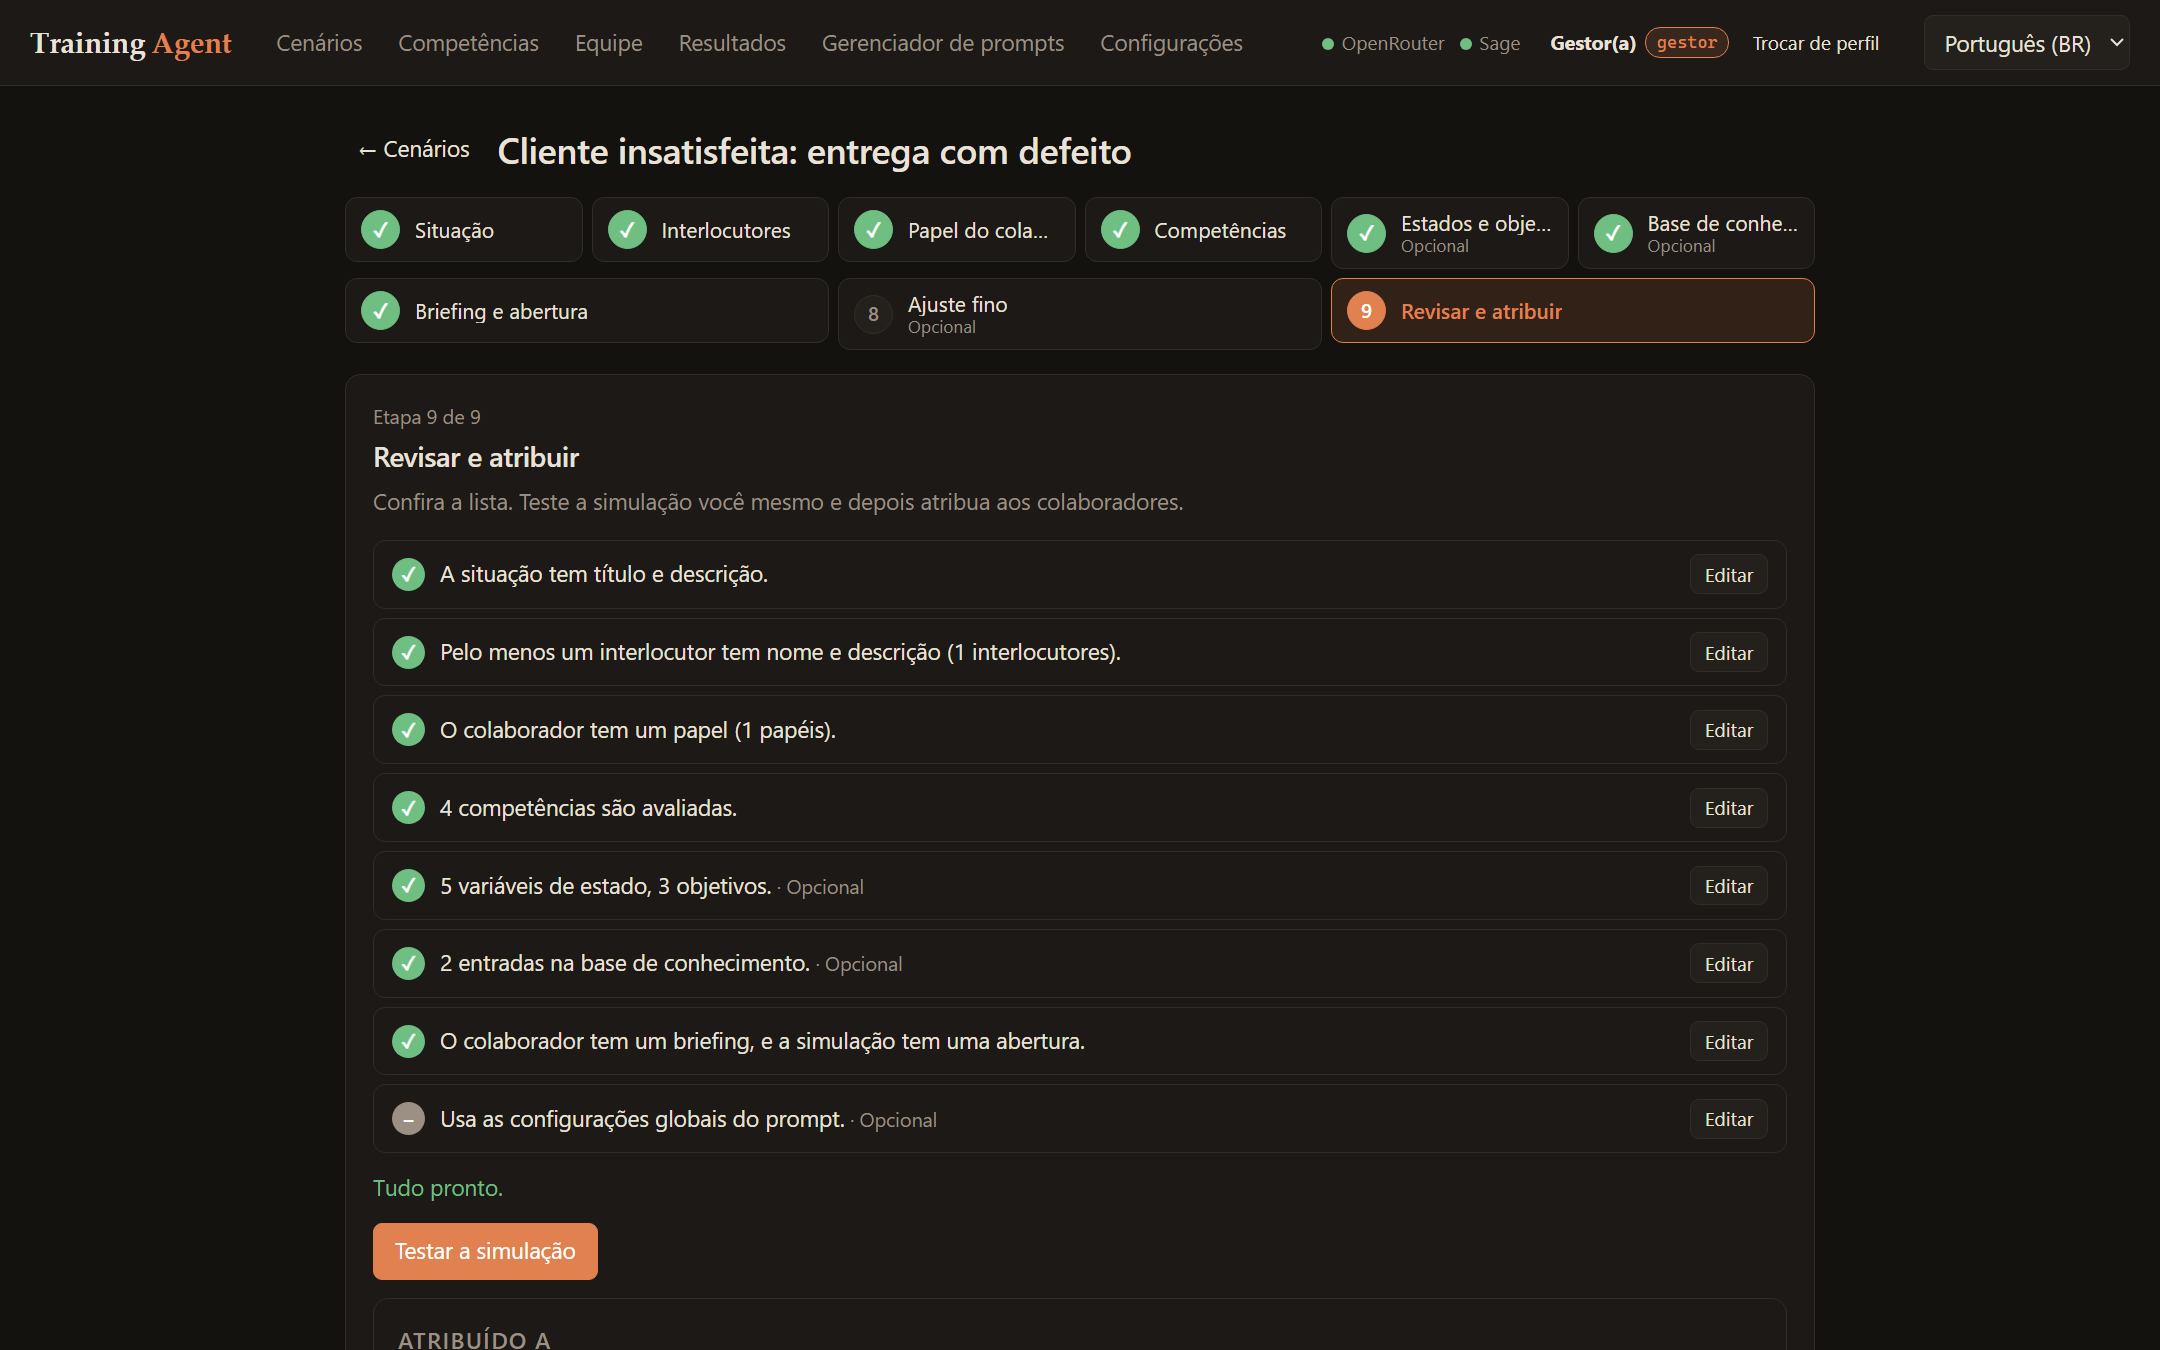 Training Agent Cenários Competências Equipe Resultados Gerenciador de prompts Configurações OpenRouter Sage Gestor(a) gestor Trocar de perfil Português (BR)
← Cenários Cliente insatisfeita: entrega com defeito
Situação Interlocutores Papel do cola... Competências Estados e obje... Opcional Base de conhe... Opcional
Briefing e abertura 8 Ajuste fino Opcional 9 Revisar e atribuir
Etapa 9 de 9
Revisar e atribuir
Confira a lista. Teste a simulação você mesmo e depois atribua aos colaboradores.
A situação tem título e descrição. Editar
Pelo menos um interlocutor tem nome e descrição (1 interlocutores). Editar
O colaborador tem um papel (1 papéis). Editar
4 competências são avaliadas. Editar
5 variáveis de estado, 3 objetivos. · Opcional Editar
2 entradas na base de conhecimento. · Opcional Editar
O colaborador tem um briefing, e a simulação tem uma abertura. Editar
Usa as configurações globais do prompt. · Opcional Editar
Tudo pronto.
Testar a simulação
ATRIBUÍDO A